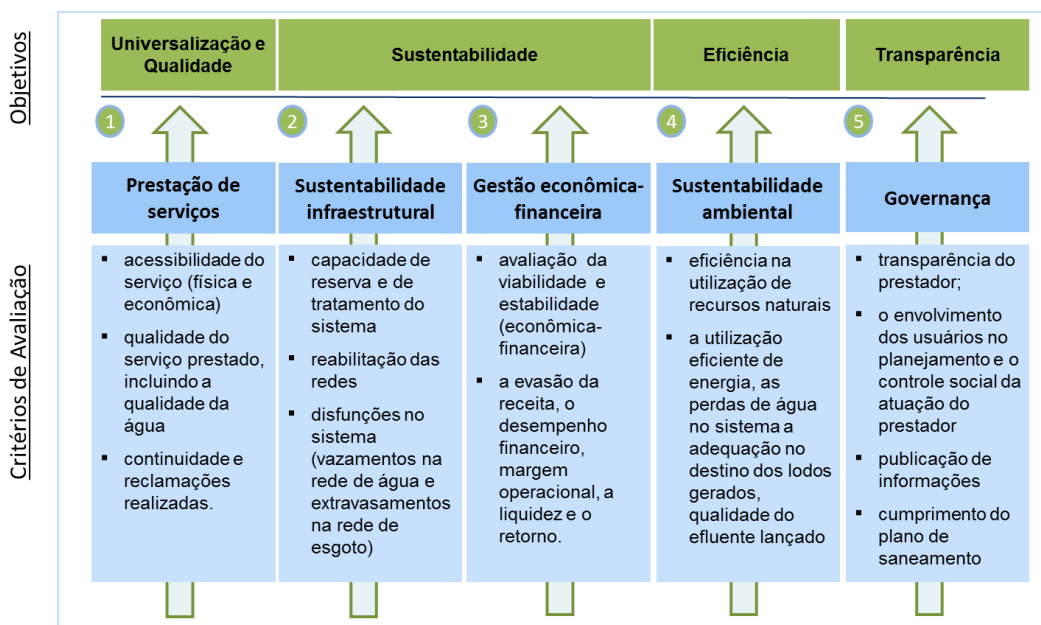 Objetivos
Universalização e
Qualidade
Sustentabilidade
Eficiência
Transparência
1
2
3
4
5
Prestação de
serviços
Sustentabilidade
infraestrutural
Gestão econômica-
financeira
Sustentabilidade
ambiental
Governança
Critérios de Avaliação
▪ acessibilidade do
serviço (física e
econômica)
▪ qualidade do
serviço prestado,
incluindo a
qualidade da
água
▪ continuidade e
reclamações
realizadas.
▪ capacidade de
reserva e de
tratamento do
sistema
▪ reabilitação das
redes
▪ disfunções no
sistema
(vazamentos na
rede de água e
extravasamentos
na rede de
esgoto)
▪ avaliação da
viabilidade e
estabilidade
(econômica-
financeira)
▪ a evasão da
receita, o
desempenho
financeiro,
margem
operacional, a
liquidez e o
retorno.
▪ eficiência na
utilização de
recursos naturais
▪ a utilização
eficiente de
energia, as
perdas de água
no sistema a
adequação no
destino dos lodos
gerados,
qualidade do
efluente lançado
▪ transparência do
prestador;
▪ o envolvimento
dos usuários no
planejamento e o
controle social da
atuação do
prestador
▪ publicação de
informações
▪ cumprimento do
plano de
saneamento